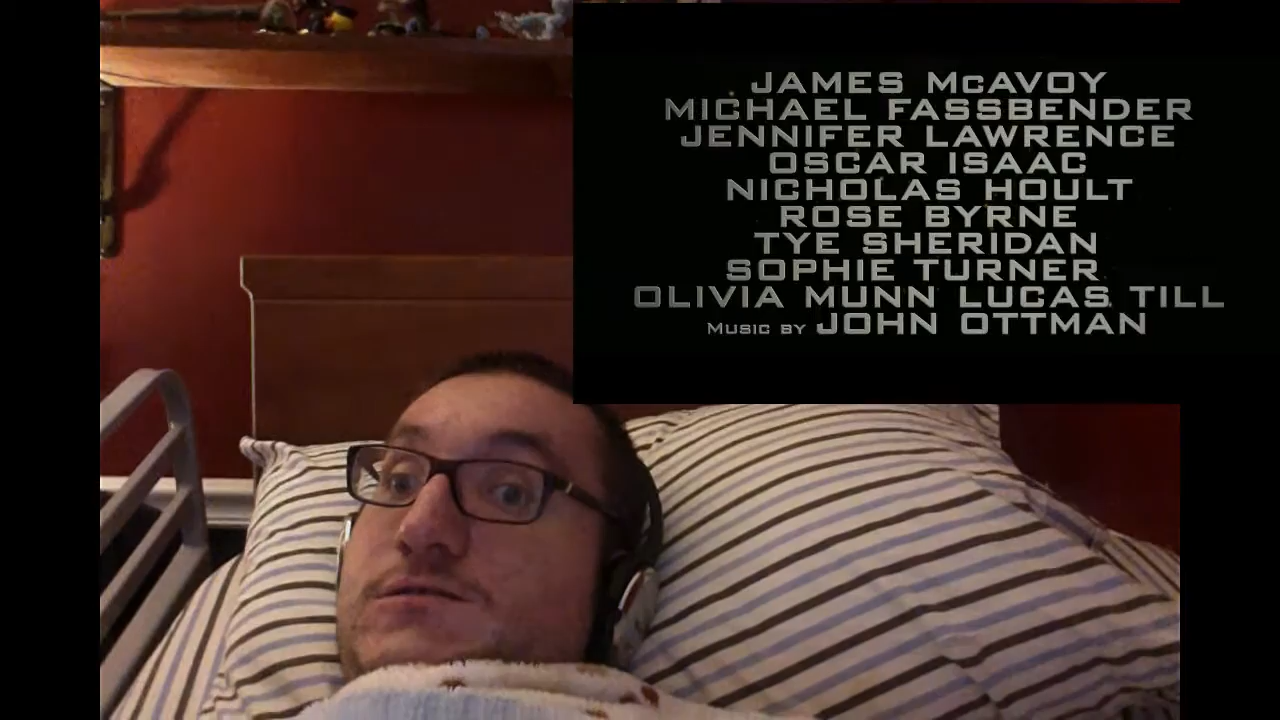 JAMES McAVOY
MICHAEL FASSBENDER
JENNIFER LAWRENCE
OSCAR ISAAC
NICHOLAS HOULT
ROSE BYRNE
TYE SHERIDAN
SOPHIE TURNER
OLIVIA MUNN LUCAS TILL
MUSIC BY JOHN OTTMAN